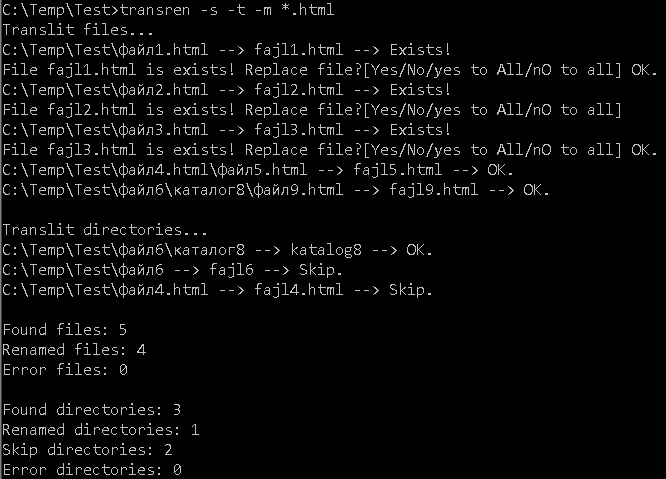 C:\Temp\Test>transren -s -t -m *.html
Translit files...
C:\Temp\Test\файл1.html --> fajl1.html --> Exists!
File fajl1.html is exists! Replace file?[Yes/No/yes to All/nO to all] OK.
C:\Temp\Test\файл2.html --> fajl2.html --> Exists!
File fajl2.html is exists! Replace file?[Yes/No/yes to All/nO to all]
C:\Temp\Test\файл3.html --> fajl3.html --> Exists!
File fajl3.html is exists! Replace file?[Yes/No/yes to All/nO to all] OK.
C:\Temp\Test\файл4.html\файл5.html --> fajl5.html --> OK.
C:\Temp\Test\файл6\каталог8\файл9.html --> fajl9.html --> OK.
Translit directories...
C:\Temp\Test\файл6\каталог8 --> katalog8 --> OK.
C:\Temp\Test\файл6 --> fajl6 --> Skip.
C:\Temp\Test\файл4.html --> fajl4.html --> Skip.
Found files: 5
Renamed files: 4
Error files: 0
Found directories: 3
Renamed directories: 1
Skip directories: 2
Error directories: 0